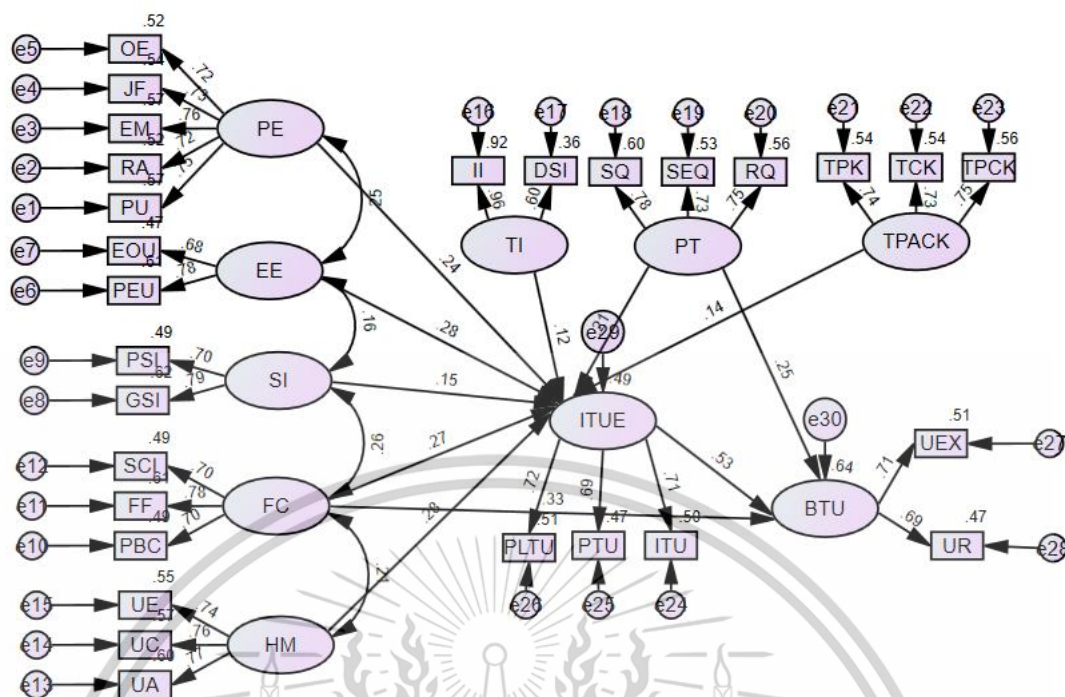 .52
e5 OE
.72
.54
e4 JF
.73
.57
e3 EM
.76
PE
.52
e2 RA
.72
.57
e1 PU
.75
.47
e7 EOU
.68
EE
.61
e6 PEU
.78
.25
.49
e9 PSI
.70
SI
.62
e8 GSI
.79
.16
.49
e12 SCI
.70
.61
e11 FF
.78
FC
.49
e10 PBC
.70
.26
.55
e15 UE
.74
.57
e14 UC
.76
HM
.60
e13 UA
.77
e16 e17 e18 e19 e20 e21 e22 e23
.92 .36 .60 .53 .56 .54 .54 .56
II DSI SQ SEQ RQ TPK TCK TPCK
.96 .60 .78 .73 .75 .74 .73 .75
TI PT TPACK
.24 .28 .12 .14
.15 .27 .25
e29
.49
ITUE
e30
.64
BTU
.53
.33
.72 .69 .71
.51 .47 .50
PLTU PTU ITU
e26 e25 e24
.51
UEX e27
.71
.47
UR e28
.69